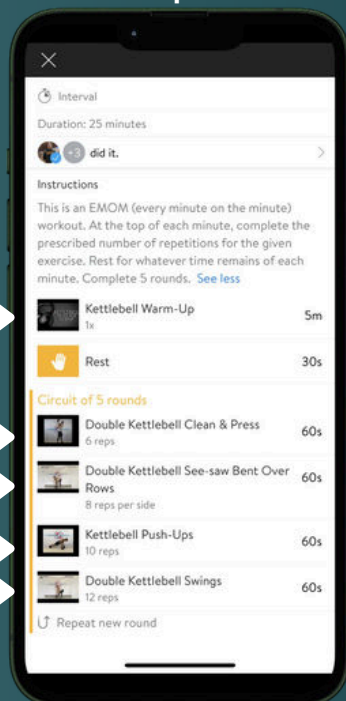 Interval
Duration: 25 minutes
+3 did it.
Instructions
This is an EMOM (every minute on the minute)
workout. At the top of each minute, complete the
prescribed number of repetitions for the given
exercise. Rest for whatever time remains of each
minute. Complete 5 rounds. See less
Kettlebell Warm-Up
1x
5m
Rest
30s
Circuit of 5 rounds
Double Kettlebell Clean & Press
6 reps
60s
Double Kettlebell See-saw Bent Over
Rows
8 reps per side
60s
Kettlebell Push-Ups
10 reps
60s
Double Kettlebell Swings
12 reps
60s
Repeat new round